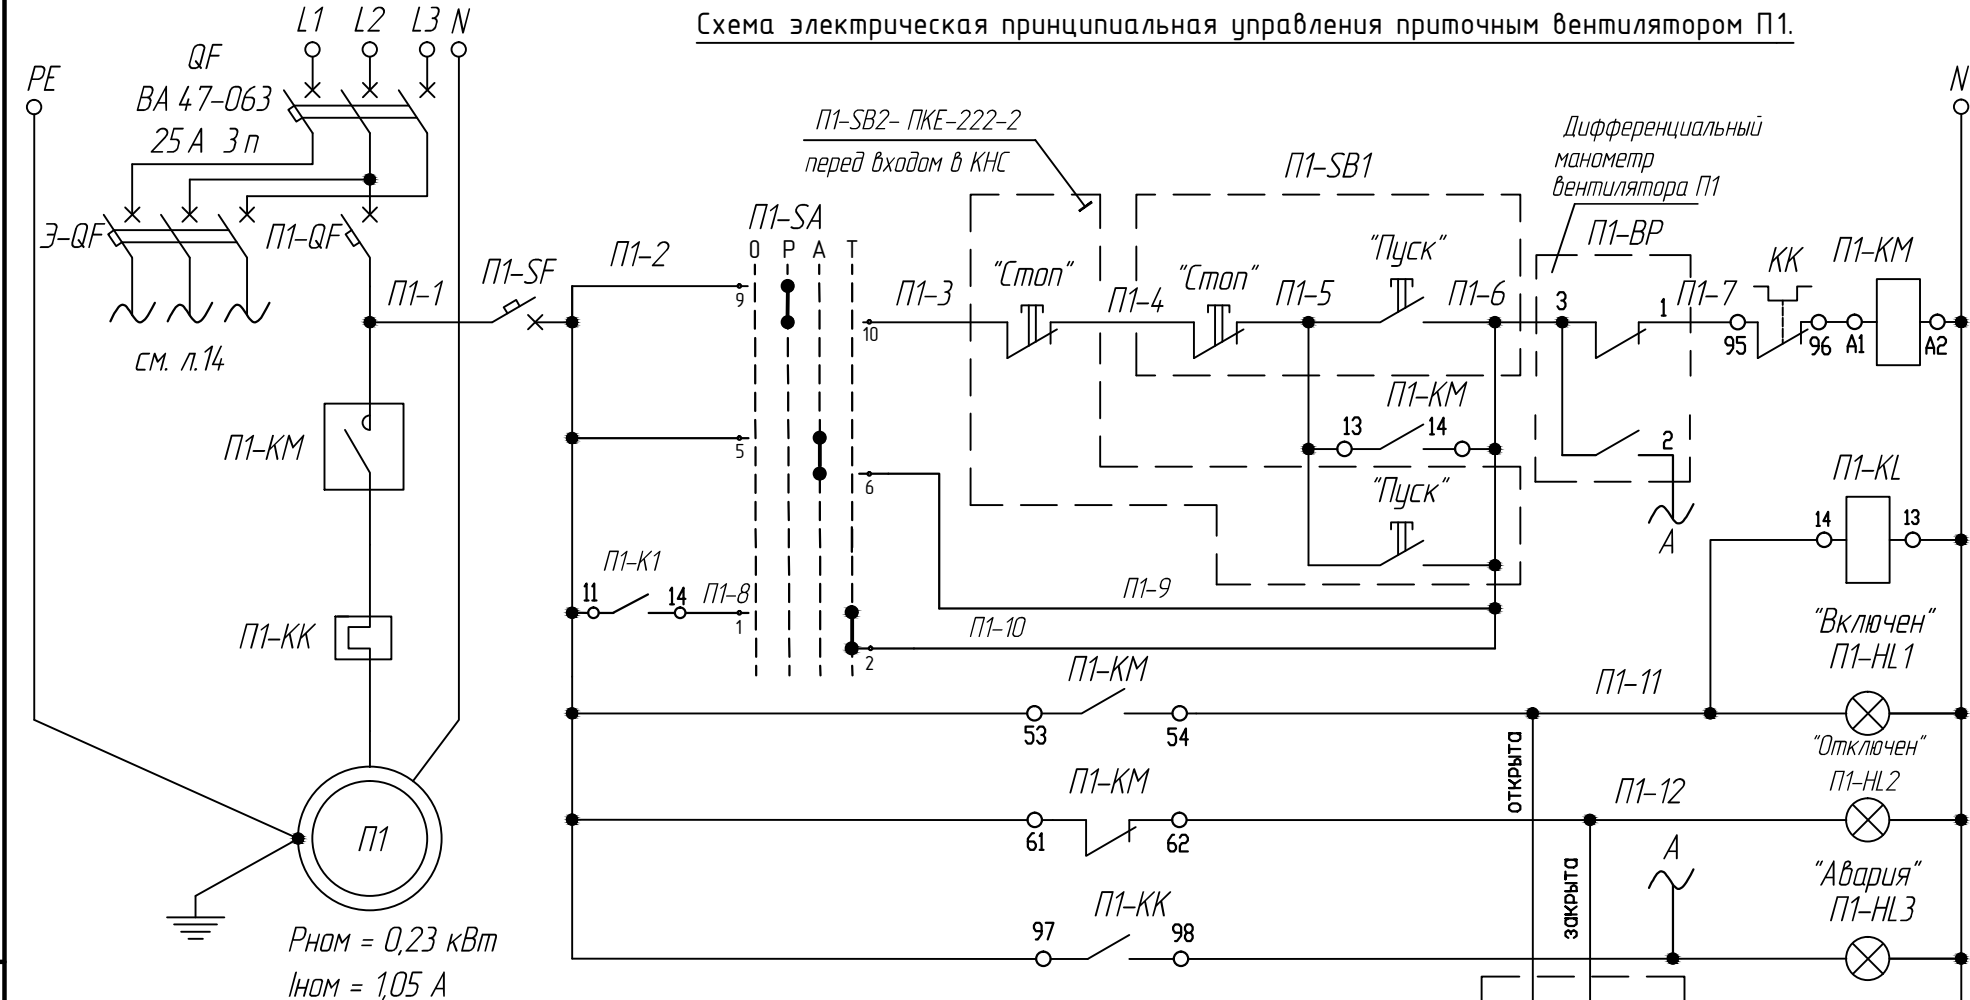 Схема электрическая принципиальная управления приточным вентилятором П1.
L1
L2
L3
N
PE
QF
ВА 47-063
25 А 3 п
Э-QF
П1-QF
см. л.14
П1-1
П1-SF
П1-2
П1-SA
О Р А Т
9
10
5
6
1
2
П1-SB2- ПКЕ-222-2
перед входом в КНС
П1-3
"Стоп"
П1-4
П1-SB1
"Стоп"
П1-5
"Пуск"
П1-6
Дифференциальный
манометр
вентилятора П1
П1-ВР
3
1
2
А
П1-7
КК
95
96
П1-КМ
А1
А2
N
П1-КМ
13
14
"Пуск"
П1-KL
14
13
П1-КМ
П1-КК
П1-К1
11
14
П1-8
П1-9
П1-10
П1-КМ
53
54
открыта
П1-11
"Включен"
П1-HL1
П1-КМ
61
62
закрыта
П1-12
"Отключен"
П1-HL2
П1-КК
97
98
А
"Авария"
П1-HL3
П1
Рном = 0,23 кВт
Iном = 1,05 А